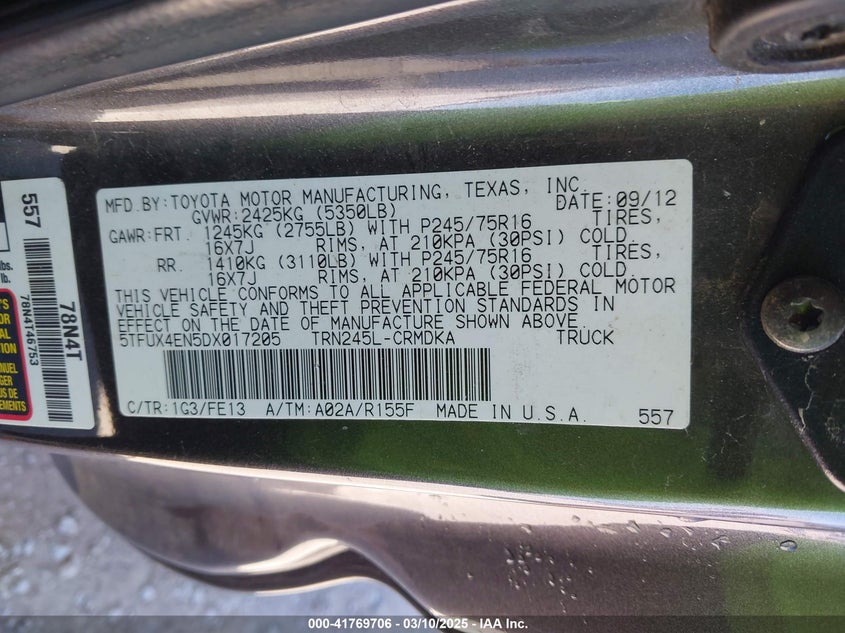 MFD.BY:TOYOTA MOTOR MANUFACTURING, TEXAS, INC. DATE:09/12
GVWR:2425KG (5350LB)
GAWR:FRT. 1245KG (2755LB) WITH P245/75R16 TIRES,
16X7J RIMS, AT 210KPA (30PSI) COLD.
RR. 1410KG (3110LB) WITH P245/75R16 TIRES,
16X7J RIMS, AT 210KPA (30PSI) COLD.
THIS VEHICLE CONFORMS TO ALL APPLICABLE FEDERAL MOTOR
VEHICLE SAFETY AND THEFT PREVENTION STANDARDS IN
EFFECT ON THE DATE OF MANUFACTURE SHOWN ABOVE.
5TFUX4EN5DX017205 TRN245L-CRMDKA TRUCK
C/TR:1G3/FE13 A/TM:A02A/R155F MADE IN U.S.A. 557
557
78N4T
78N4T46753
lbs.
lb.
000-41769706 - 03/10/2025 - IAA Inc.